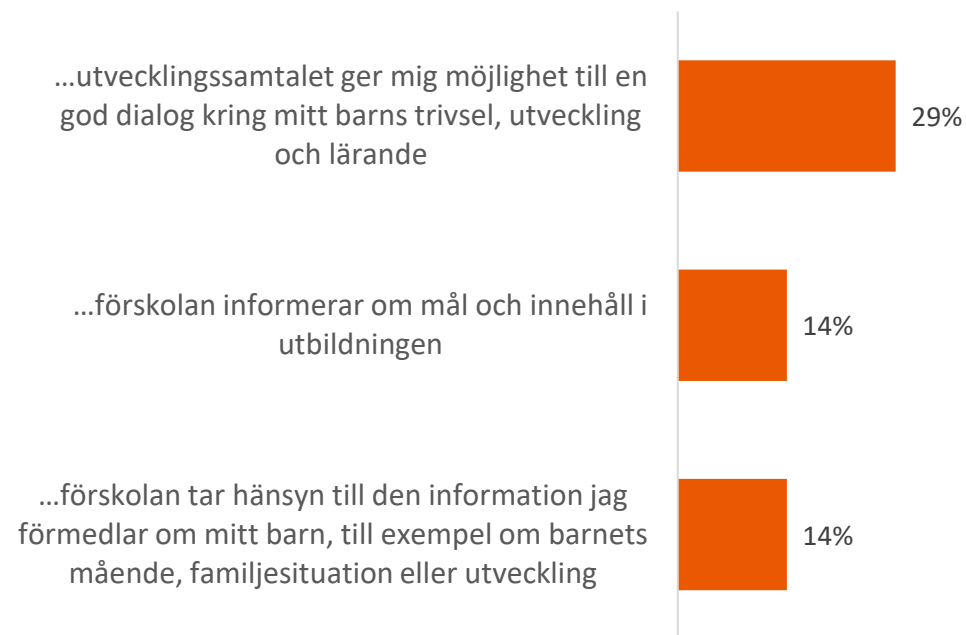 ...utvecklingssamtalet ger mig möjlighet till en
god dialog kring mitt barns trivsel, utveckling
och lärande
29%
...förskolan informerar om mål och innehåll i
utbildningen
14%
...förskolan tar hänsyn till den information jag
förmedlar om mitt barn, till exempel om barnets
mående, familjesituation eller utveckling
14%